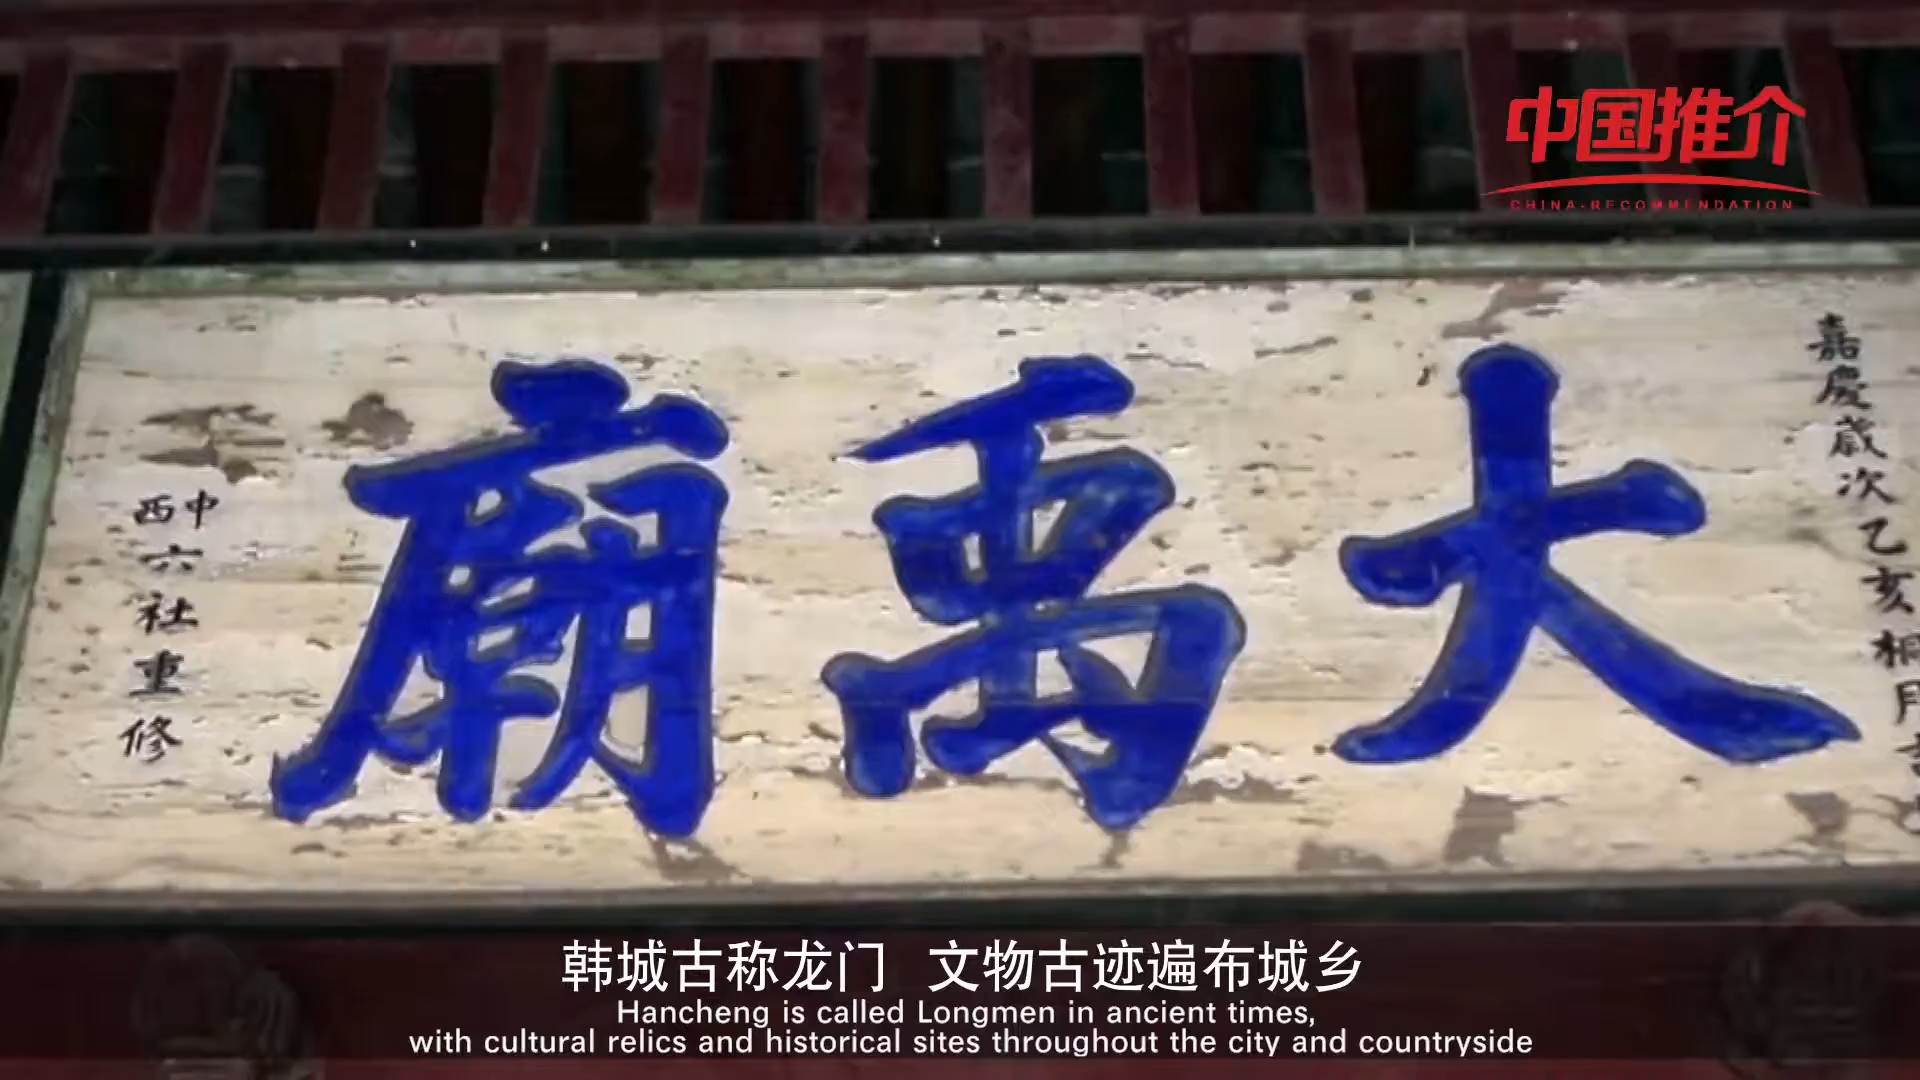 中国推介
CHINA-RECOMMENDATION
嘉慶歲次乙亥桐月
大禹廟
中
西
六社重修
韩城古称龙门 文物古迹遍布城乡
Hancheng is called Longmen in ancient times,
with cultural relics and historical sites throughout the city and countryside